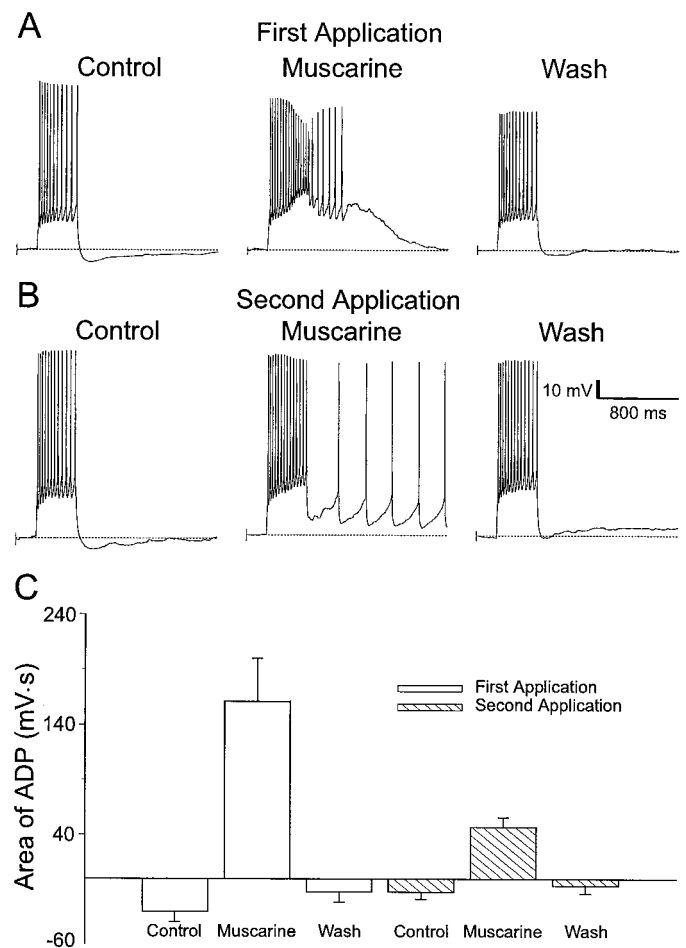 A
First Application
Control
Muscarine
Wash
B
Second Application
Control
Muscarine
Wash
10 mV
800 ms
C
240
140
40
-60
Area of ADP (mV·s)
First Application
Second Application
Control
Muscarine
Wash
Control
Muscarine
Wash